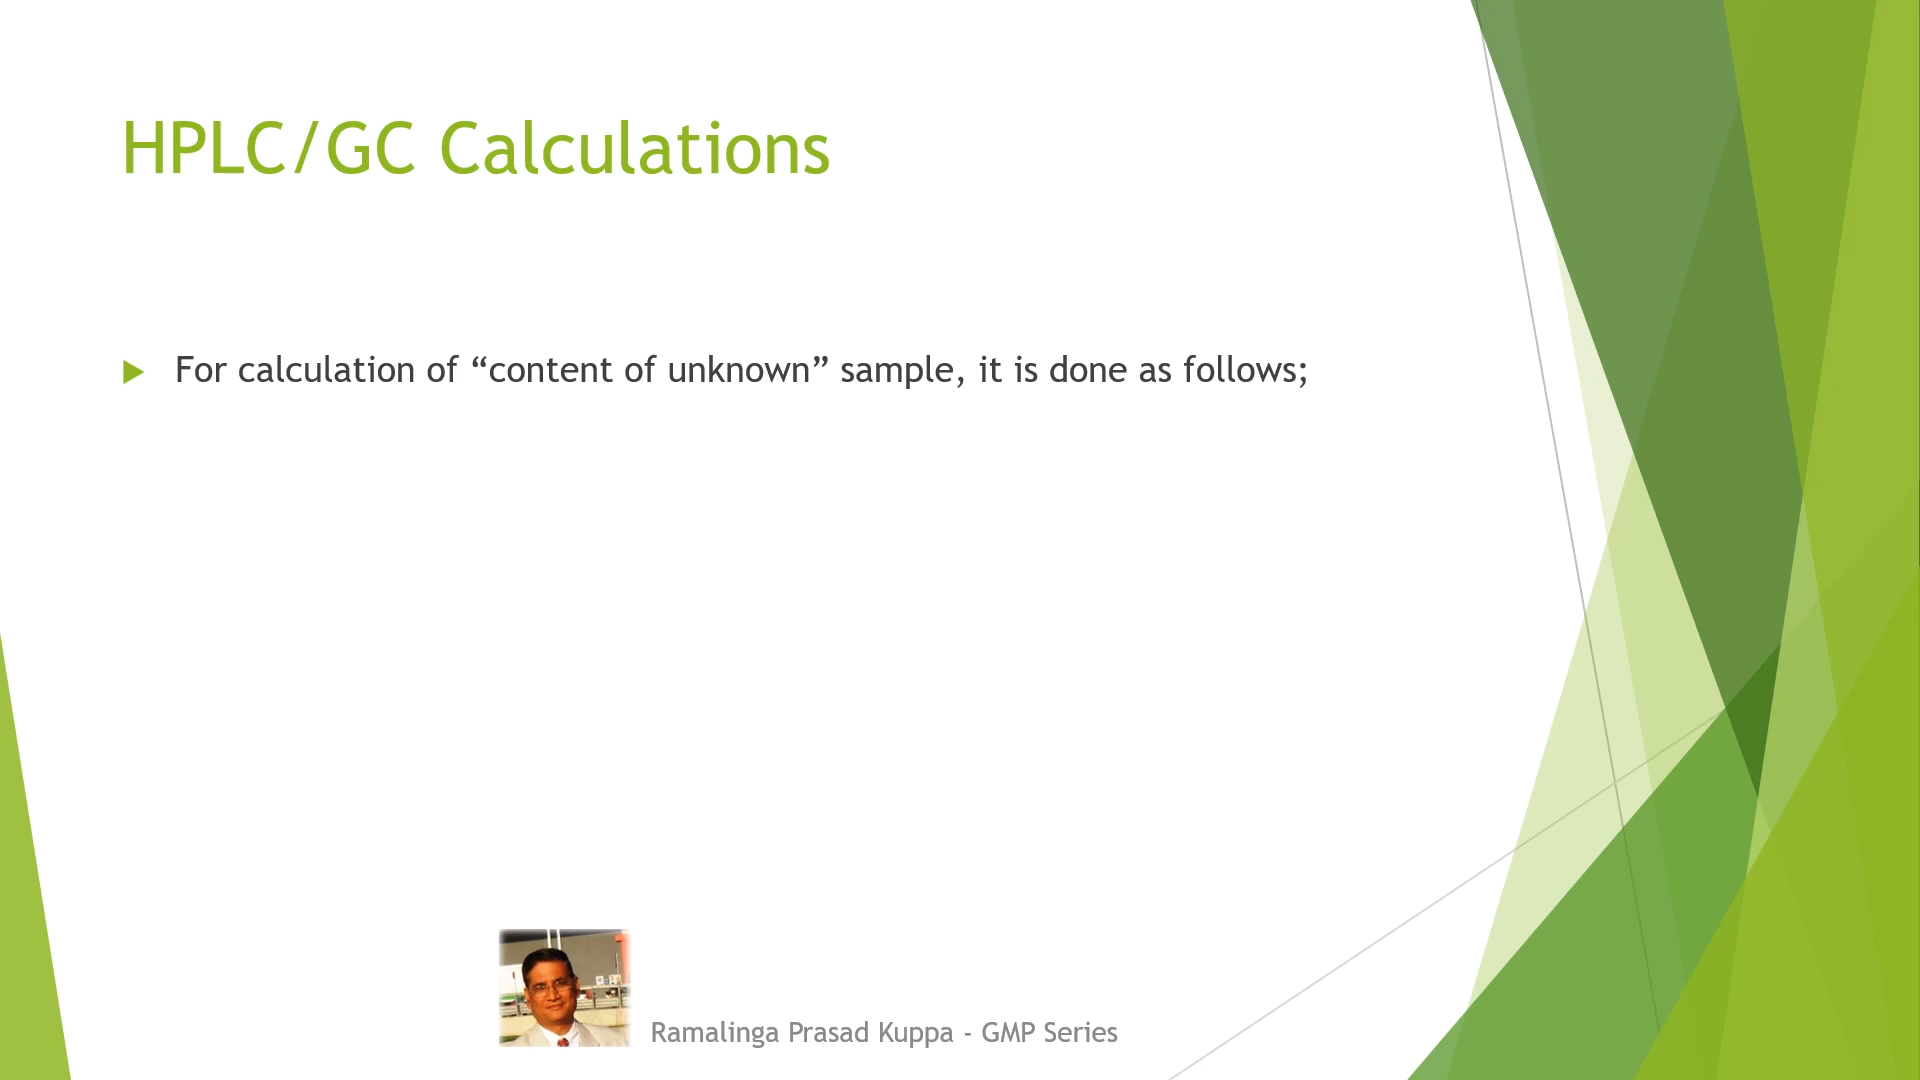 HPLC/GC Calculations
For calculation of “content of unknown” sample, it is done as follows;
Ramalinga Prasad Kuppa - GMP Series